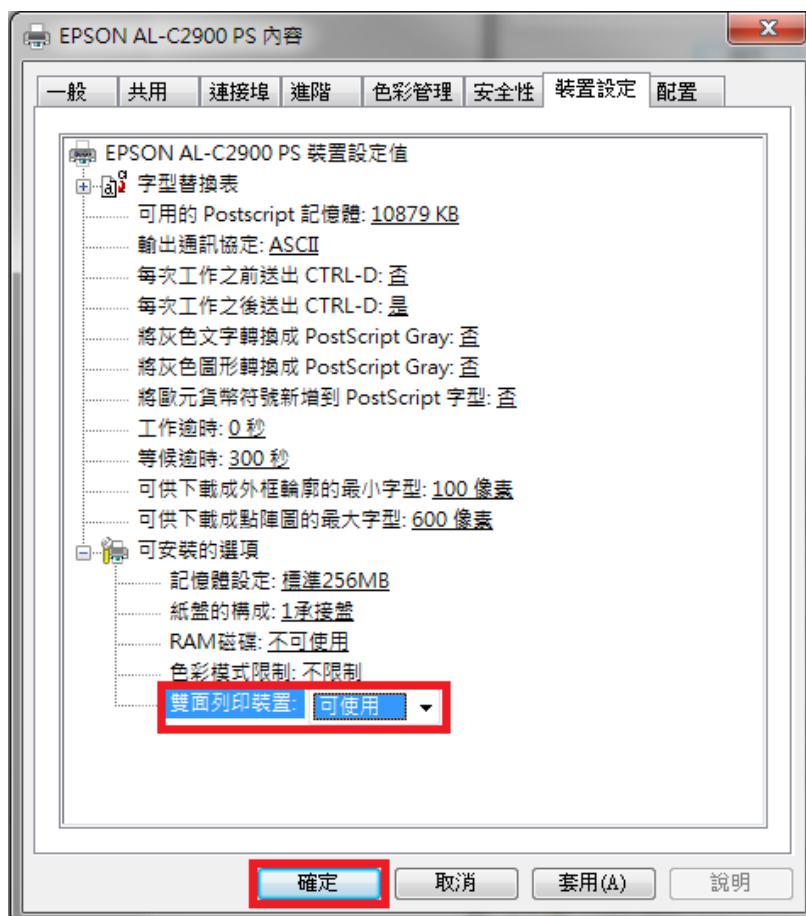 EPSON AL-C2900 PS 內容
一般 共用 連接埠 進階 色彩管理 安全性 裝置設定 配置
EPSON AL-C2900 PS 裝置設定值
字型替換表
可用的 Postscript 記憶體: 10879 KB
輸出通訊協定: ASCII
每次工作之前送出 CTRL-D: 否
每次工作之後送出 CTRL-D: 是
將灰色文字轉換成 PostScript Gray: 否
將灰色圖形轉換成 PostScript Gray: 否
將歐元貨幣符號新增到 PostScript 字型: 否
工作逾時: 0 秒
等候逾時: 300 秒
可供下載成外框輪廓的最小字型: 100 像素
可供下載成點陣圖的最大字型: 600 像素
可安裝的選項
記憶體設定: 標準256MB
紙盤的構成: 1承接盤
RAM磁碟: 不可使用
色彩模式限制: 不限制
雙面列印裝置: 可使用
確定 取消 套用(A) 說明